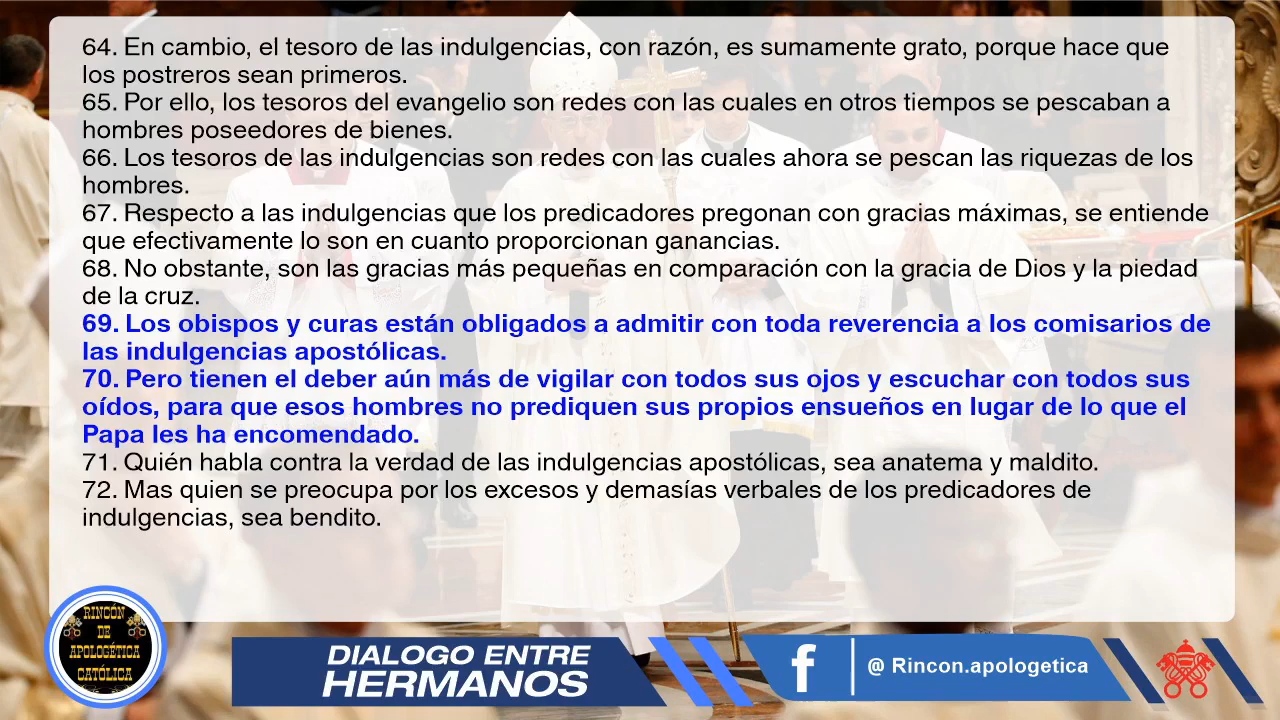 64. En cambio, el tesoro de las indulgencias, con razón, es sumamente grato, porque hace que
los postreros sean primeros.
65. Por ello, los tesoros del evangelio son redes con las cuales en otros tiempos se pescaban a
hombres poseedores de bienes.
66. Los tesoros de las indulgencias son redes con las cuales ahora se pescan las riquezas de los
hombres.
67. Respecto a las indulgencias que los predicadores pregonan con gracias máximas, se entiende
que efectivamente lo son en cuanto proporcionan ganancias.
68. No obstante, son las gracias más pequeñas en comparación con la gracia de Dios y la piedad
de la cruz.
69. Los obispos y curas están obligados a admitir con toda reverencia a los comisarios de
las indulgencias apostólicas.
70. Pero tienen el deber aún más de vigilar con todos sus ojos y escuchar con todos sus
oídos, para que esos hombres no prediquen sus propios ensueños en lugar de lo que el
Papa les ha encomendado.
71. Quién habla contra la verdad de las indulgencias apostólicas, sea anatema y maldito.
72. Mas quien se preocupa por los excesos y demasías verbales de los predicadores de
indulgencias, sea bendito.
RINCÓN
DE
APOLOGÉTICA
CATÓLICA
DIALOGO ENTRE
HERMANOS
f
@ Rincon.apologetica